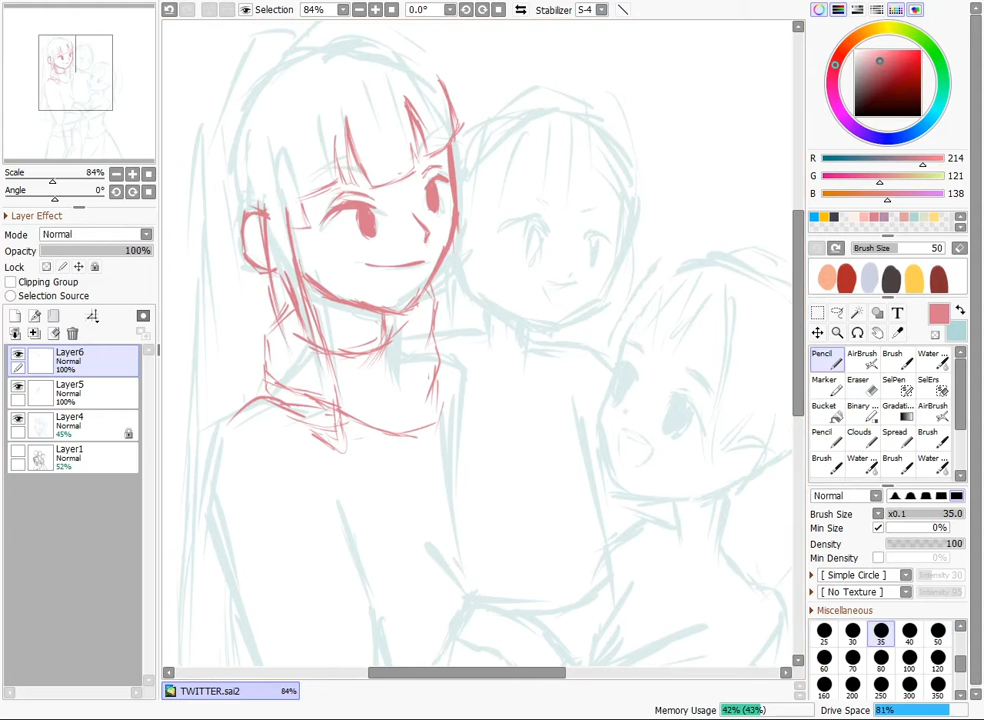 Selection 84% 0.0° Stabilizer S-4
Scale 84%
Angle 0°
Layer Effect
Mode Normal
Opacity 100%
Lock
Clipping Group
Selection Source
Layer6
Normal
100%
Layer5
Normal
100%
Layer4
Normal
45%
Layer1
Normal
52%
TWITTER.sai2 84%
R 214
G 121
B 138
Brush Size 50
T
Pencil AirBrush Brush Water ...
Marker Eraser SelPen SelErs
Bucket Binary ... Gradati... AirBrush
Pencil Clouds Spread Brush
Brush Water ... Brush Water ...
Normal
Brush Size x0.1 35.0
Min Size 0%
Density 100
Min Density 0%
[ Simple Circle ] Intensity 30
[ No Texture ] Intensity 95
Miscellaneous
25 30 35 40 50
60 70 80 100 120
160 200 250 300 350
Memory Usage 42% (43%) Drive Space 81%